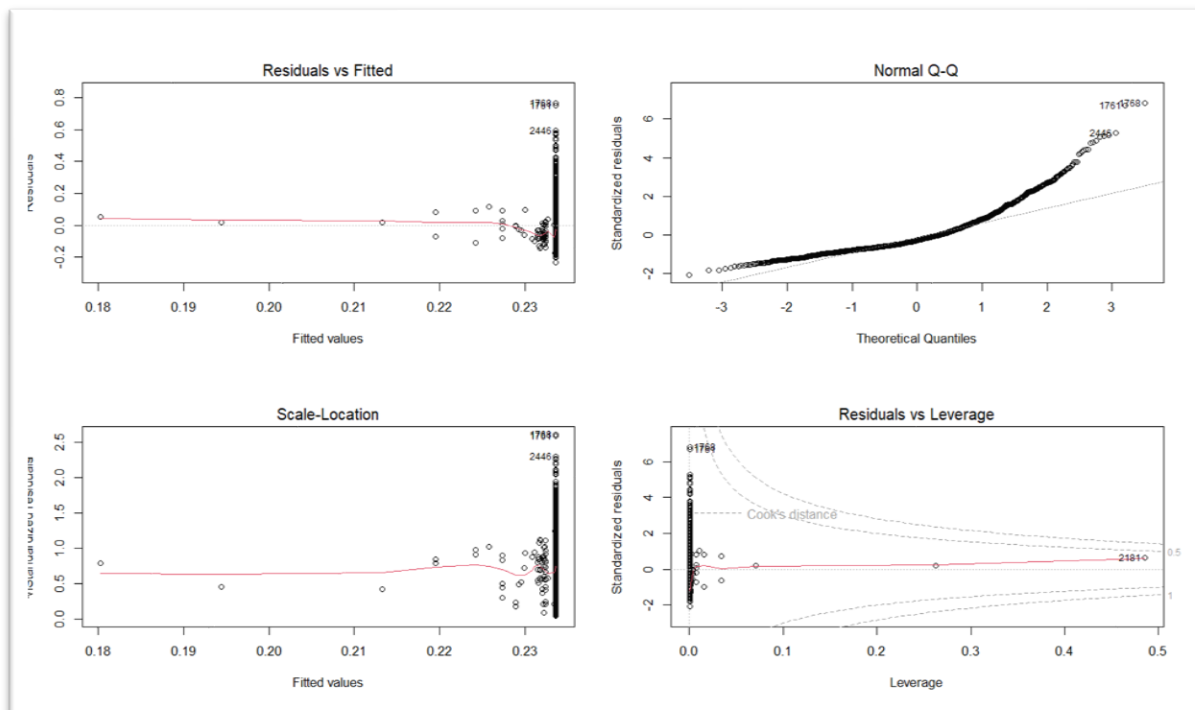 Residuals vs Fitted
0.8
0.6
0.4
0.2
0.0
-0.2
1768
2446
0.18 0.19 0.20 0.21 0.22 0.23
Fitted values
Normal Q-Q
Standardized residuals
6
4
2
0
-2
1761 1768
2446
-3 -2 -1 0 1 2 3
Theoretical Quantiles
Scale-Location
2.5
2.0
1.5
1.0
0.5
0.0
2446
0.18 0.19 0.20 0.21 0.22 0.23
Fitted values
Residuals vs Leverage
Standardized residuals
6
4
2
0
-2
Cook's distance
2181
0.5
1
0.0 0.1 0.2 0.3 0.4 0.5
Leverage